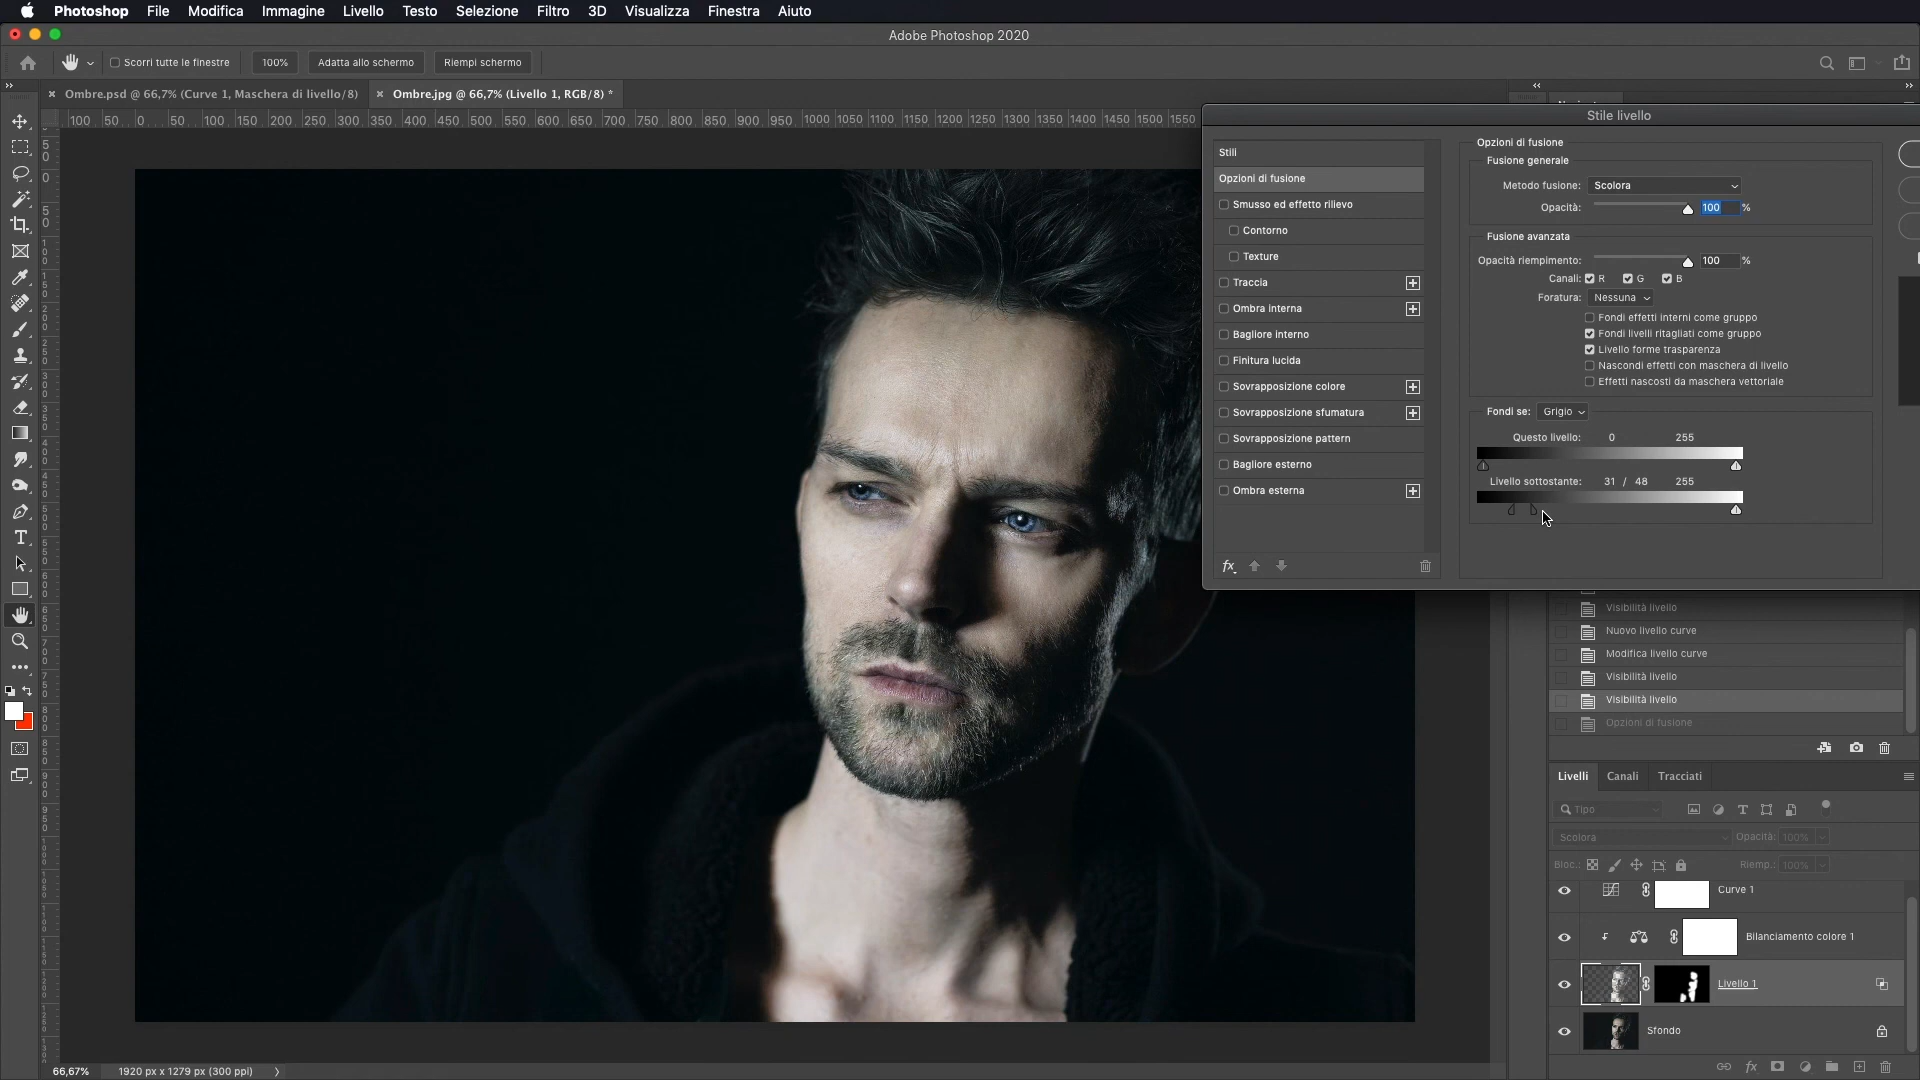 Photoshop File Modifica Immagine Livello Testo Selezione Filtro 3D Visualizza Finestra Aiuto
Adobe Photoshop 2020
Scorri tutte le finestre 100% Adatta allo schermo Riempi schermo
Ombre.psd @ 66,7% (Curve 1, Maschera di livello/8) Ombre.jpg @ 66,7% (Livello 1, RGB/8) *
100 50 0 50 100 150 200 250 300 350 400 450 500 550 600 650 700 750 800 850 900 950 1000 1050 1100 1150 1200 1250 1300 1350 1400 1450 1500 1550
Stile livello
Stili
Opzioni di fusione
Smusso ed effetto rilievo
Contorno
Texture
Traccia
Ombra interna
Bagliore interno
Finitura lucida
Sovrapposizione colore
Sovrapposizione sfumatura
Sovrapposizione pattern
Bagliore esterno
Ombra esterna
fx
Opzioni di fusione
Fusione generale
Metodo fusione: Scolora
Opacità: 100 %
Fusione avanzata
Opacità riempimento: 100 %
Canali: R G B
Foratura: Nessuna
Fondi effetti interni come gruppo
Fondi livelli ritagliati come gruppo
Livello forme trasparenza
Nascondi effetti con maschera di livello
Effetti nascosti da maschera vettoriale
Fondi se: Grigio
Questo livello: 0 255
Livello sottostante: 31 / 48 255
Visibilità livello
Nuovo livello curve
Modifica livello curve
Visibilità livello
Visibilità livello
Opzioni di fusione
Livelli Canali Tracciati
Tipo
Scolora Opacità: 100%
Bloc.: Riemp.: 100%
Curve 1
Bilanciamento colore 1
Livello 1
Sfondo
fx
66,67% 1920 px x 1279 px (300 ppi)